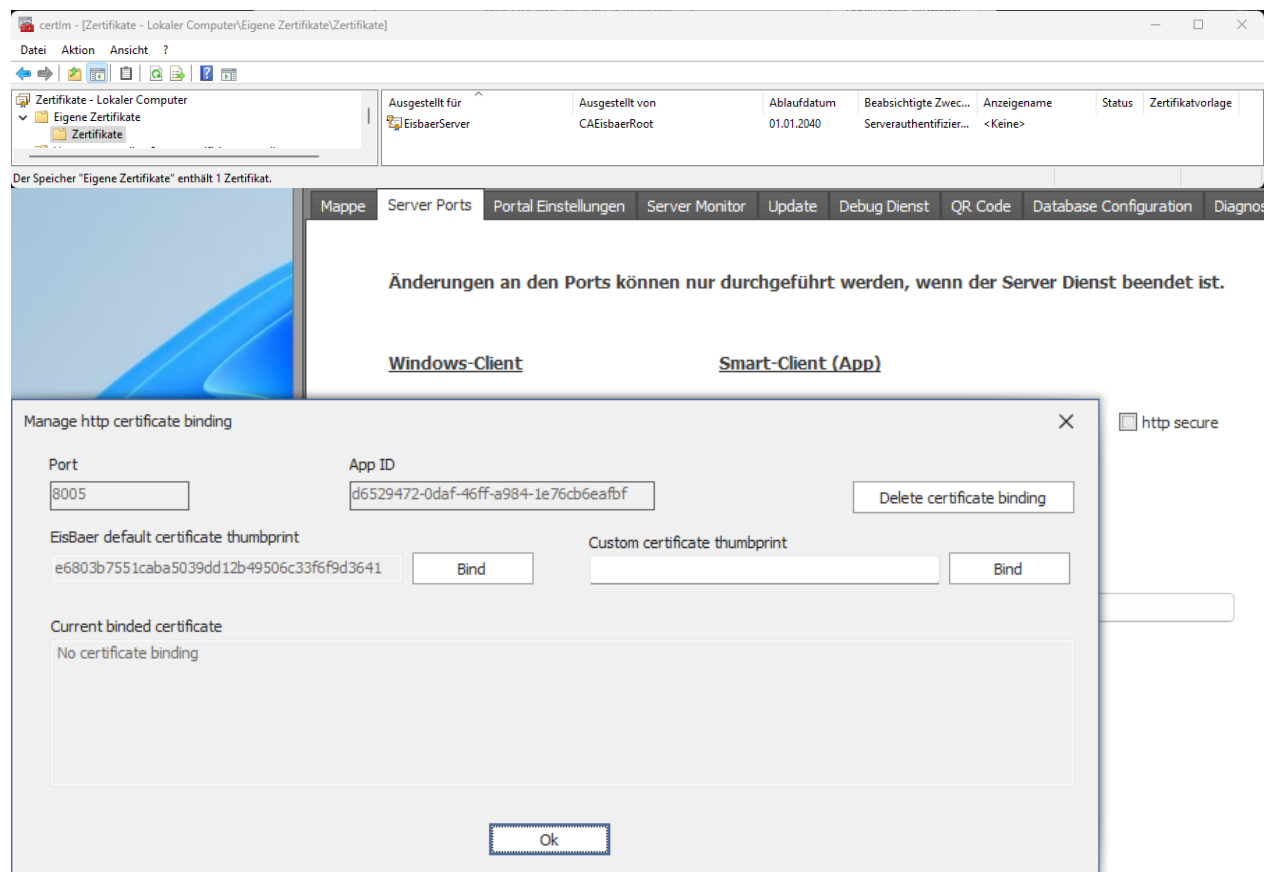 certlm - [Zertifikate - Lokaler Computer\Eigene Zertifikate\Zertifikate]
Datei Aktion Ansicht ?
Zertifikate - Lokaler Computer
Eigene Zertifikate
Zertifikate
Ausgestellt für Ausgestellt von Ablaufdatum Beabsichtigte Zwec... Anzeigename Status Zertifikatvorlage
EisbaerServer CAEisbaerRoot 01.01.2040 Serverauthentifizier... <Keine>
Der Speicher "Eigene Zertifikate" enthält 1 Zertifikat.
Mappe Server Ports Portal Einstellungen Server Monitor Update Debug Dienst QR Code Database Configuration Diagnos
Änderungen an den Ports können nur durchgeführt werden, wenn der Server Dienst beendet ist.
Windows-Client Smart-Client (App)
Manage http certificate binding
http secure
Port App ID
8005 d6529472-0daf-46ff-a984-1e76cb6eafbf Delete certificate binding
EisBaer default certificate thumbprint Custom certificate thumbprint
e6803b7551caba5039dd12b49506c33f6f9d3641 Bind Bind
Current binded certificate
No certificate binding
Ok